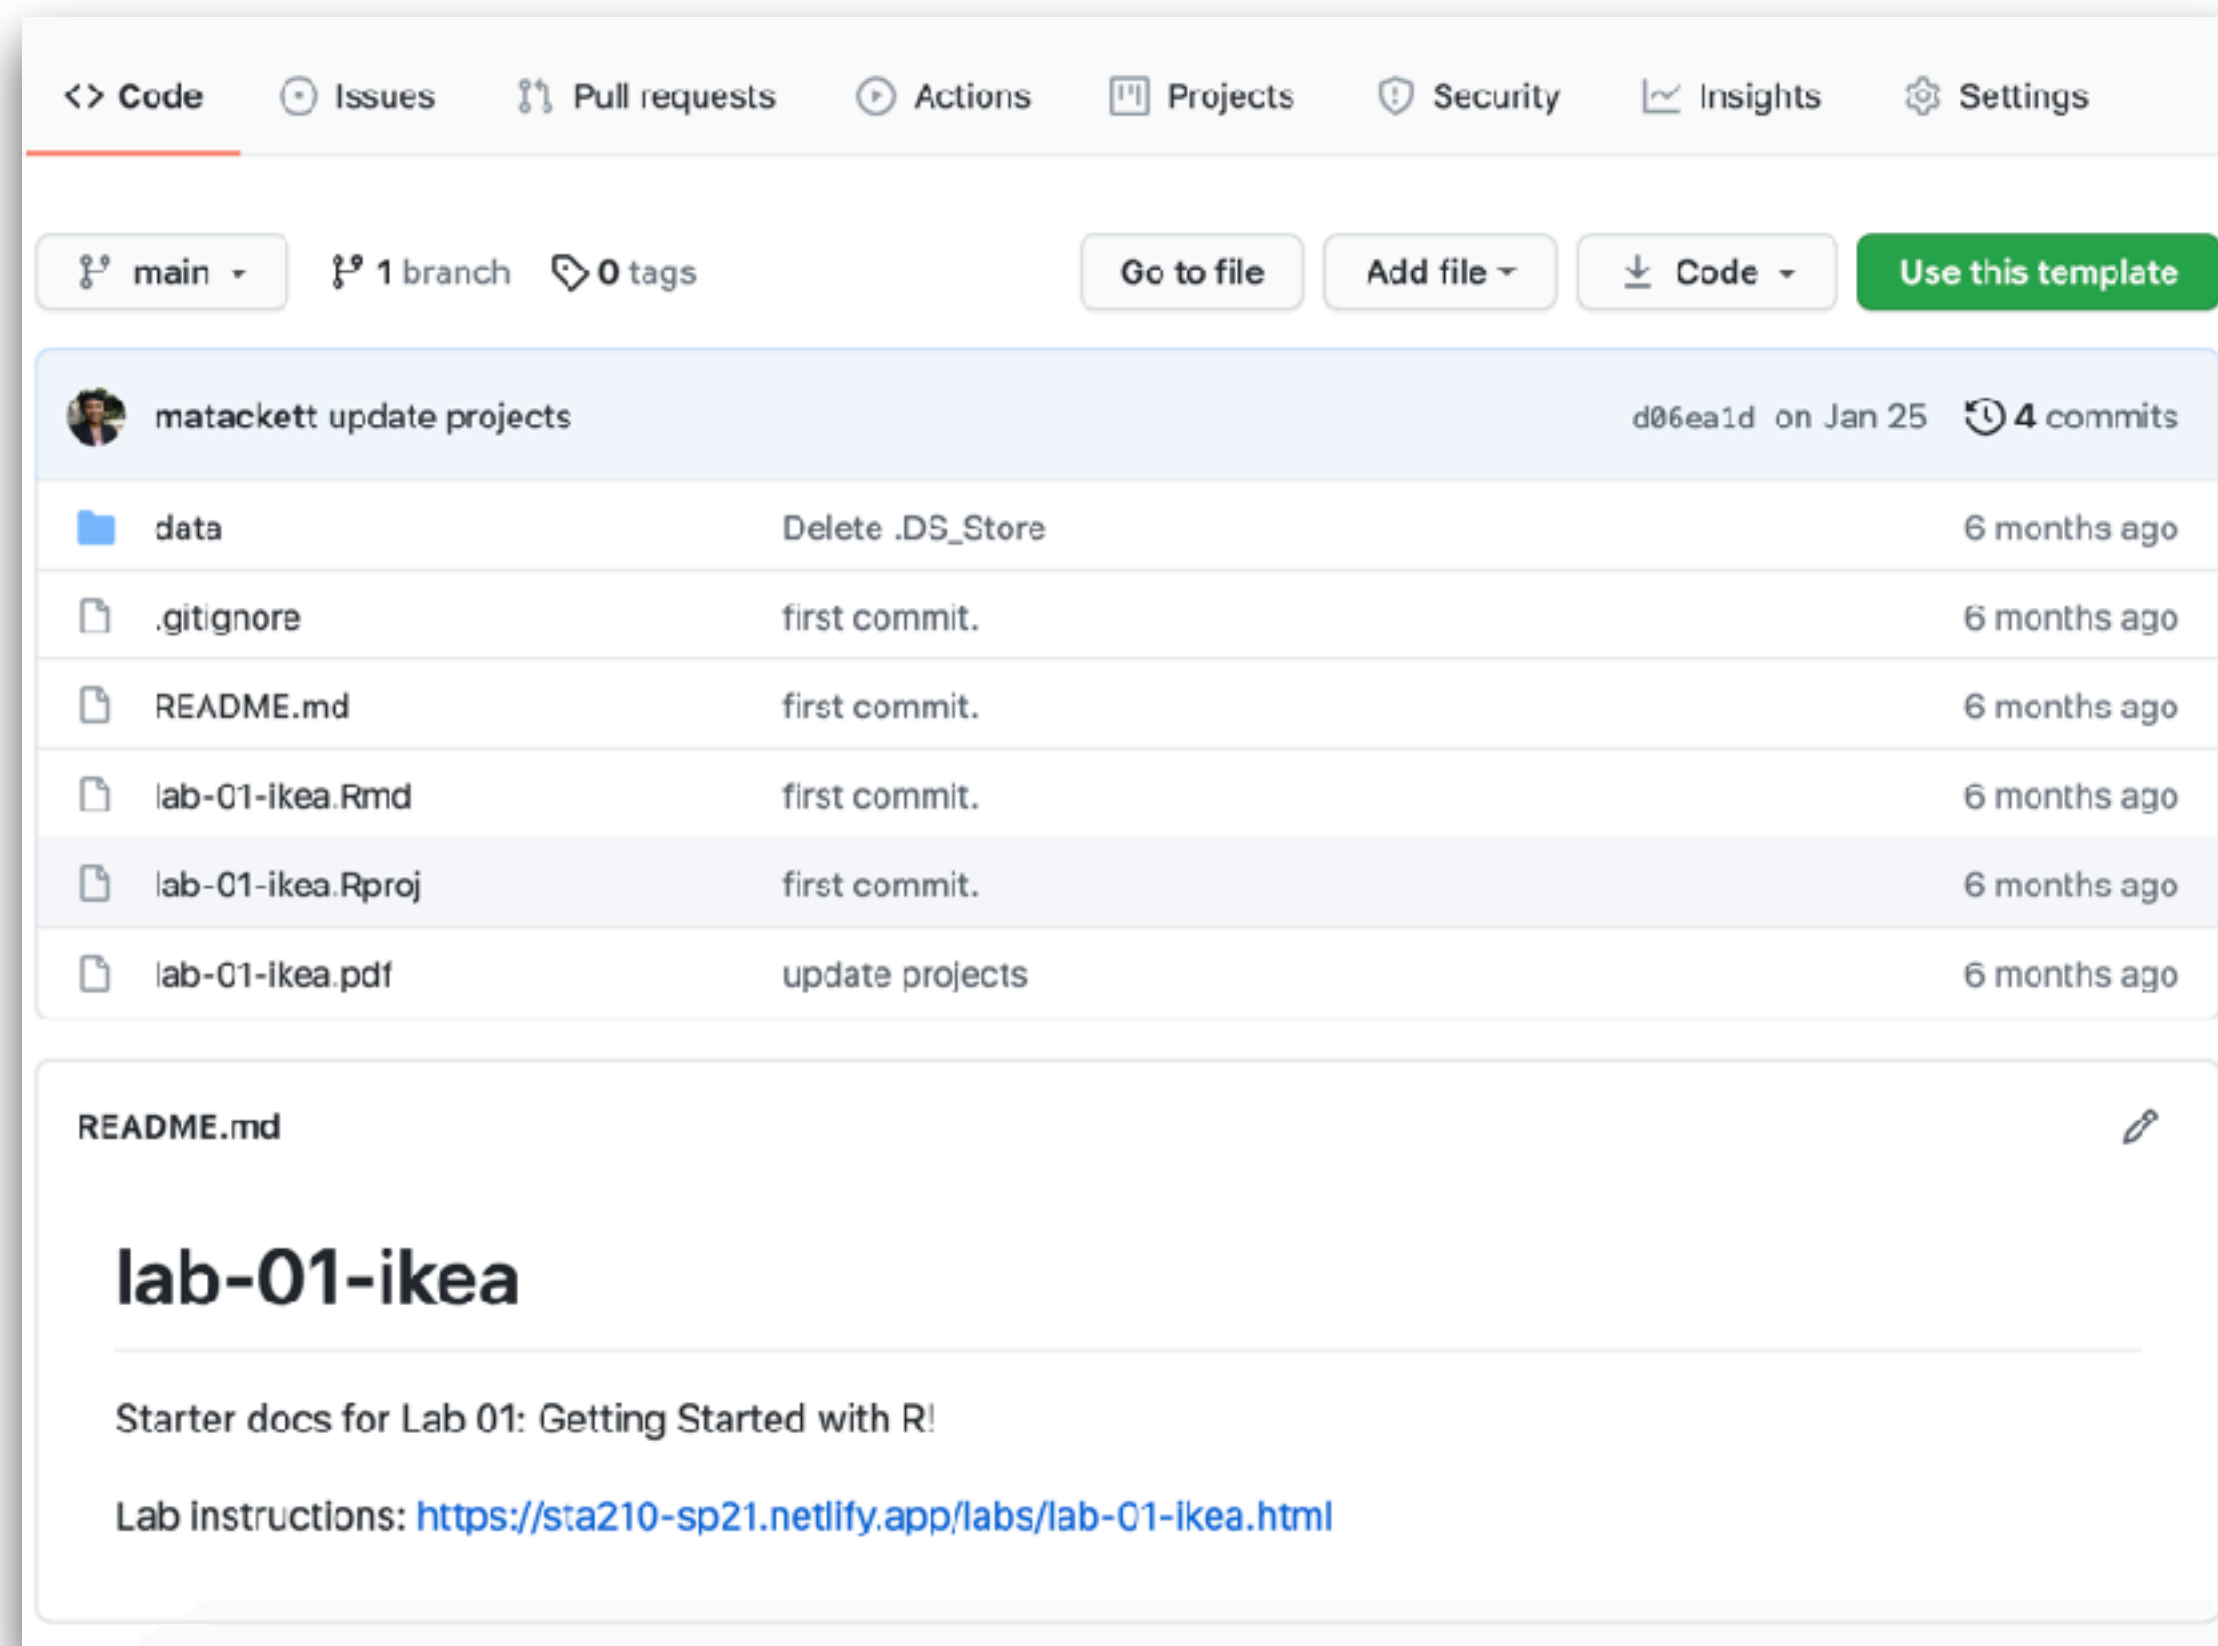 <> Code Issues Pull requests Actions Projects Security Insights Settings
main 1 branch 0 tags Go to file Add file Code Use this template
matackett update projects d06ea1d on Jan 25 4 commits
data Delete .DS_Store 6 months ago
.gitignore first commit. 6 months ago
README.md first commit. 6 months ago
lab-01-ikea.Rmd first commit. 6 months ago
lab-01-ikea.Rproj first commit. 6 months ago
lab-01-ikea.pdf update projects 6 months ago
README.md
lab-01-ikea
Starter docs for Lab 01: Getting Started with R!
Lab instructions: https://sta210-sp21.netlify.app/labs/lab-01-ikea.html